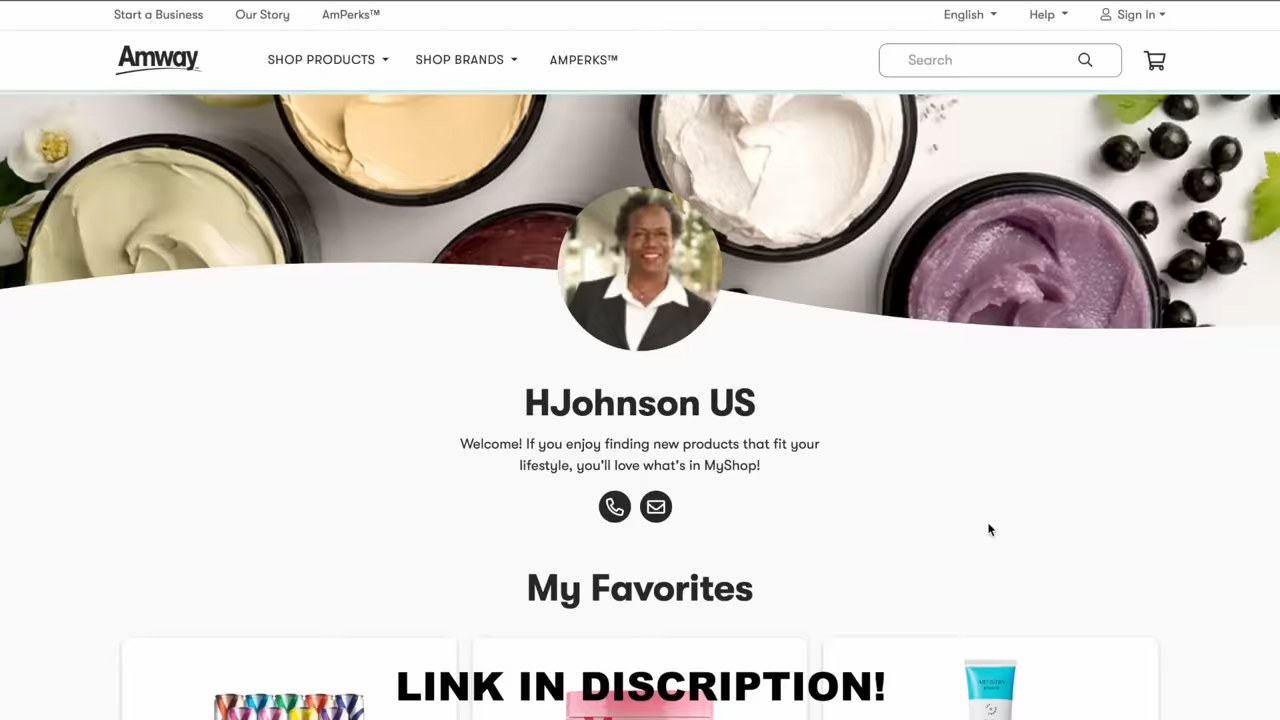 Start a Business Our Story AmPerks™ English Help Sign In
Amway SHOP PRODUCTS SHOP BRANDS AMPERKS™ Search
HJohnson US
Welcome! If you enjoy finding new products that fit your
lifestyle, you'll love what's in MyShop!
My Favorites
ARTISTRY
LINK IN DISCRIPTION!